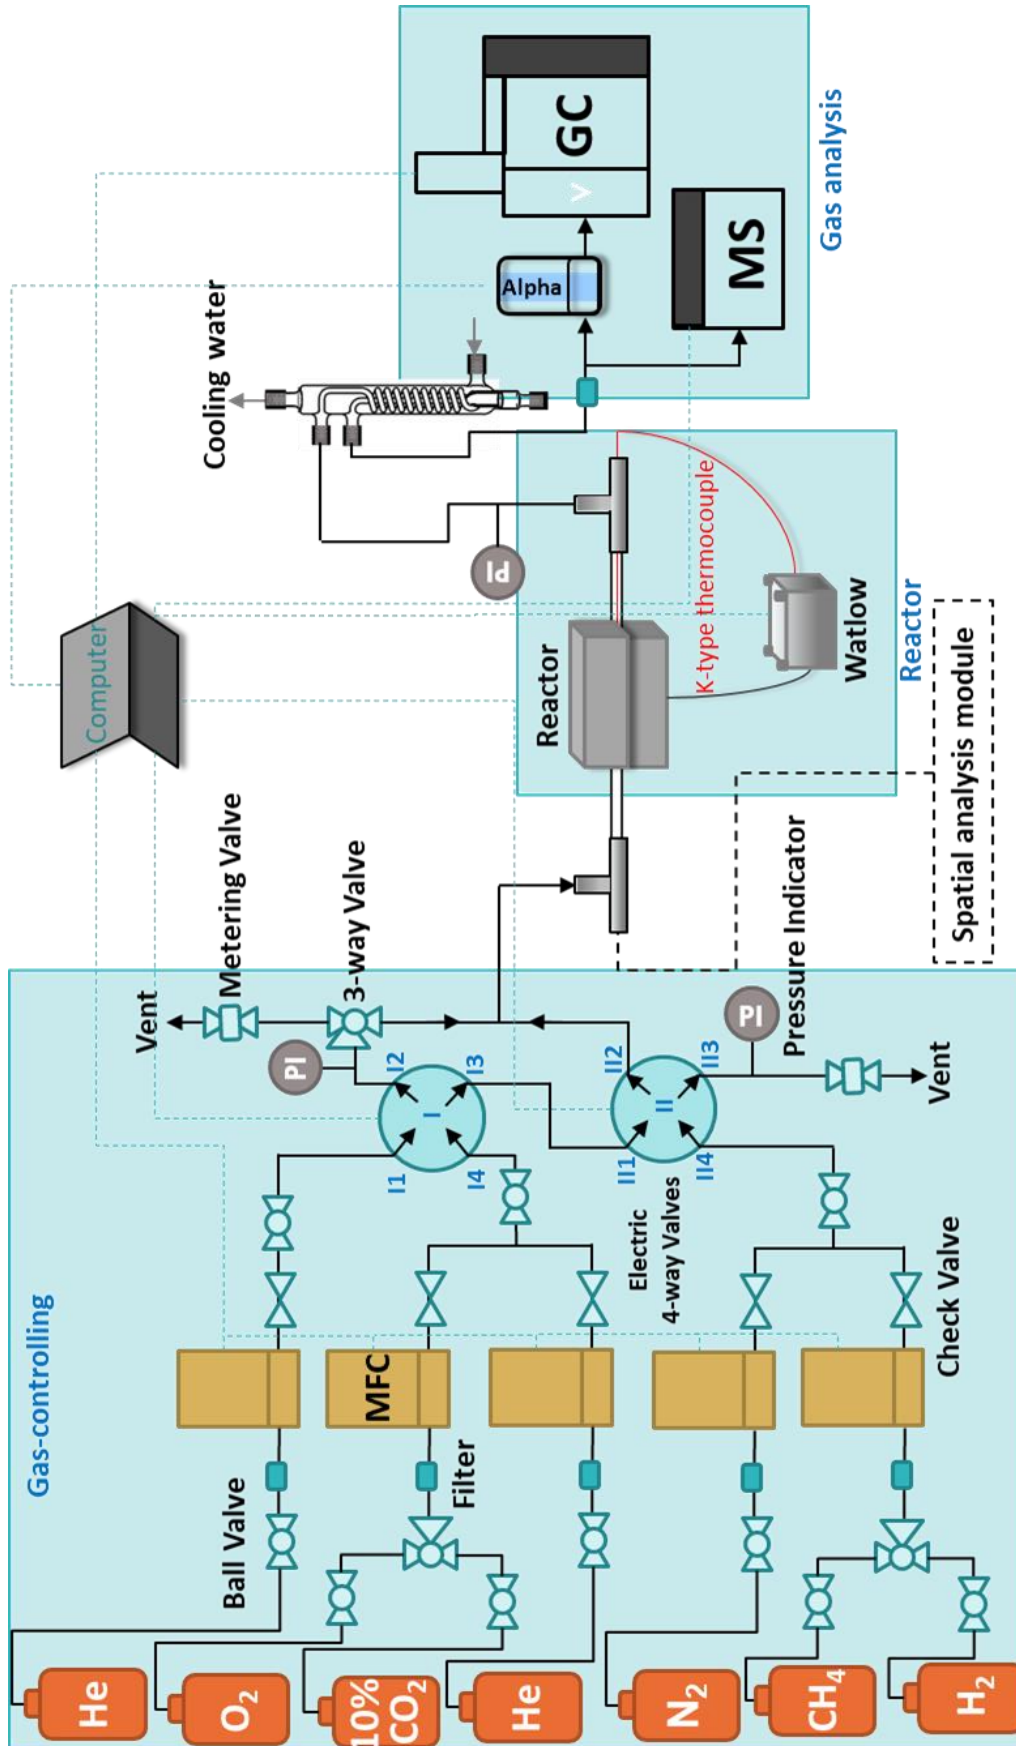 Gas-controlling
He
O2
10%
CO2
He
N2
CH4
H2
Ball Valve
Filter
MFC
Check Valve
Electric
4-way Valves
I1
I2
I3
I4
I
II1
II2
II3
II4
II
PI
PI
Vent
Metering Valve
3-way Valve
Pressure Indicator
Vent
Computer
Reactor
K-type thermocouple
Watlow
Reactor
Spatial analysis module
PI
Cooling water
Alpha
V
GC
MS
Gas analysis